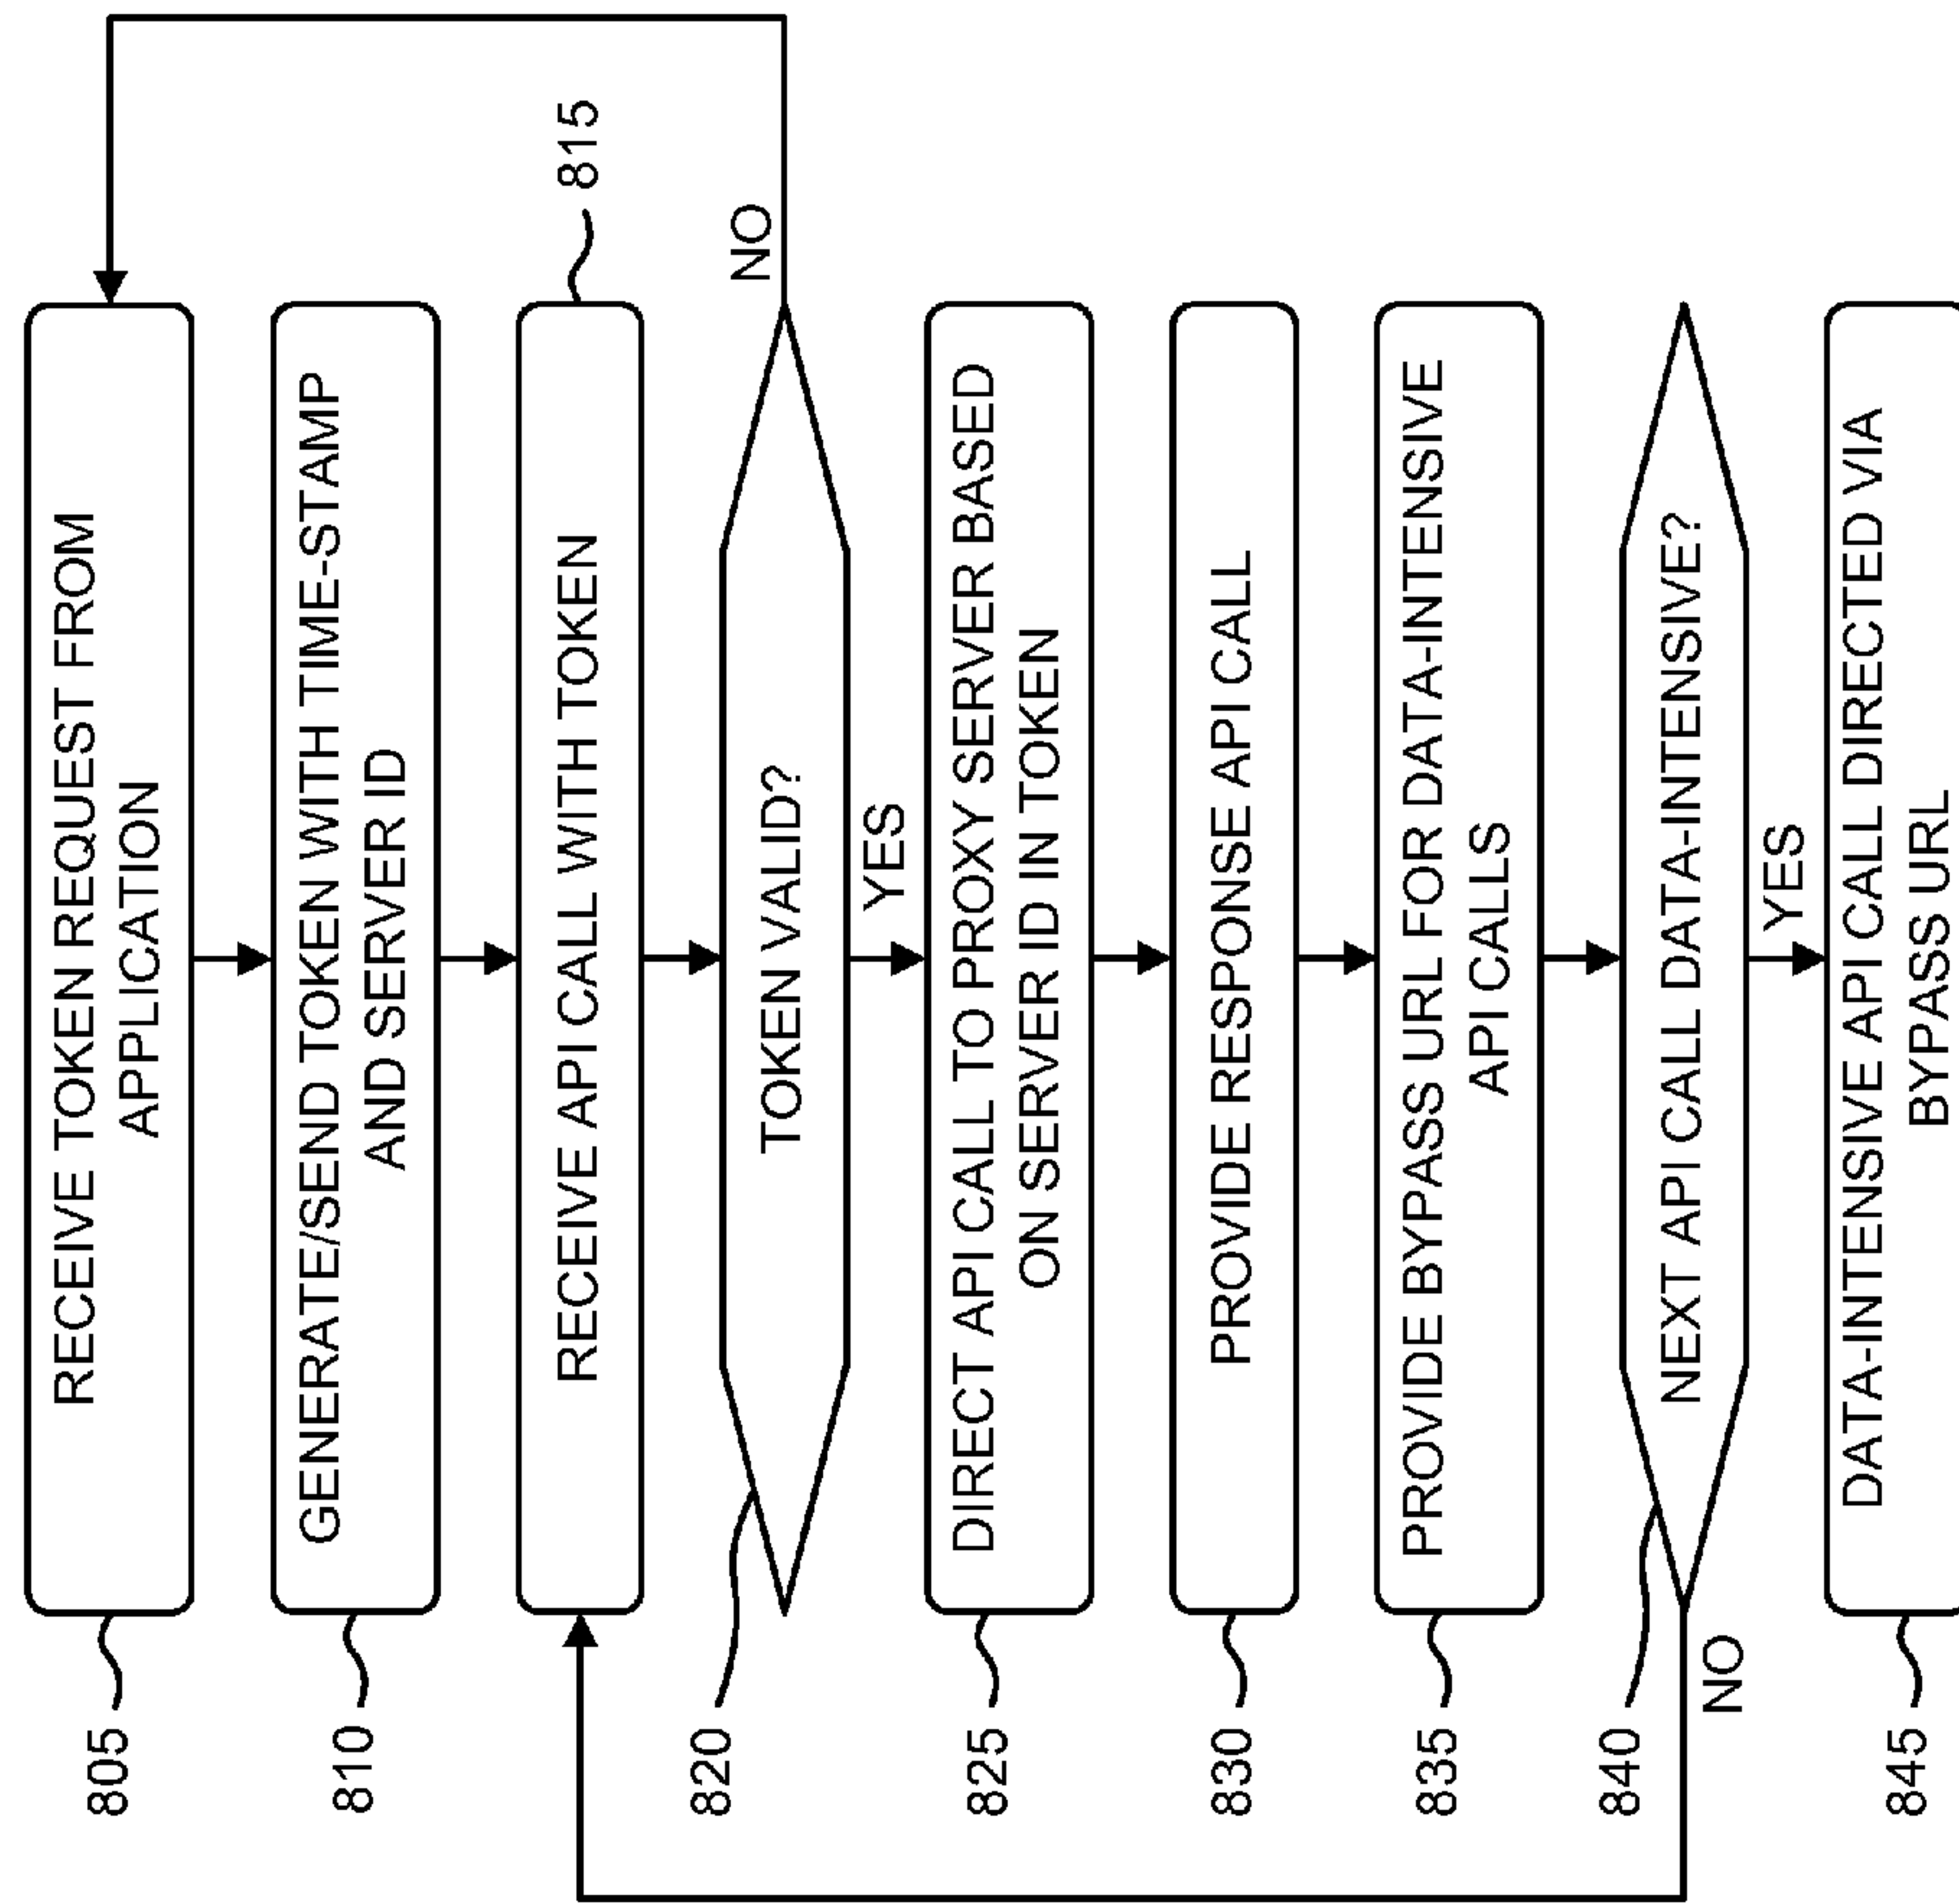 805
RECEIVE TOKEN REQUEST FROM
APPLICATION
810
GENERATE/SEND TOKEN WITH TIME-STAMP
AND SERVER ID
RECEIVE API CALL WITH TOKEN
815
820
TOKEN VALID?
NO
YES
825
DIRECT API CALL TO PROXY SERVER BASED
ON SERVER ID IN TOKEN
830
PROVIDE RESPONSE API CALL
835
PROVIDE BYPASS URL FOR DATA-INTENSIVE
API CALLS
840
NEXT API CALL DATA-INTENSIVE?
NO
YES
845
DATA-INTENSIVE API CALL DIRECTED VIA
BYPASS URL